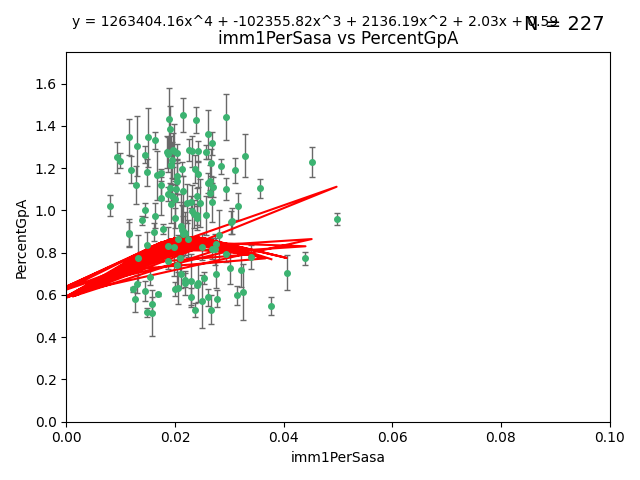 y = 1263404.16x^4 + -102355.82x^3 + 2136.19x^2 + 2.03x + 0.59
N = 227
imm1PerSasa vs PercentGpA
PercentGpA
1.6
1.4
1.2
1.0
0.8
0.6
0.4
0.2
0.0
0.00 0.02 0.04 0.06 0.08 0.10
imm1PerSasa